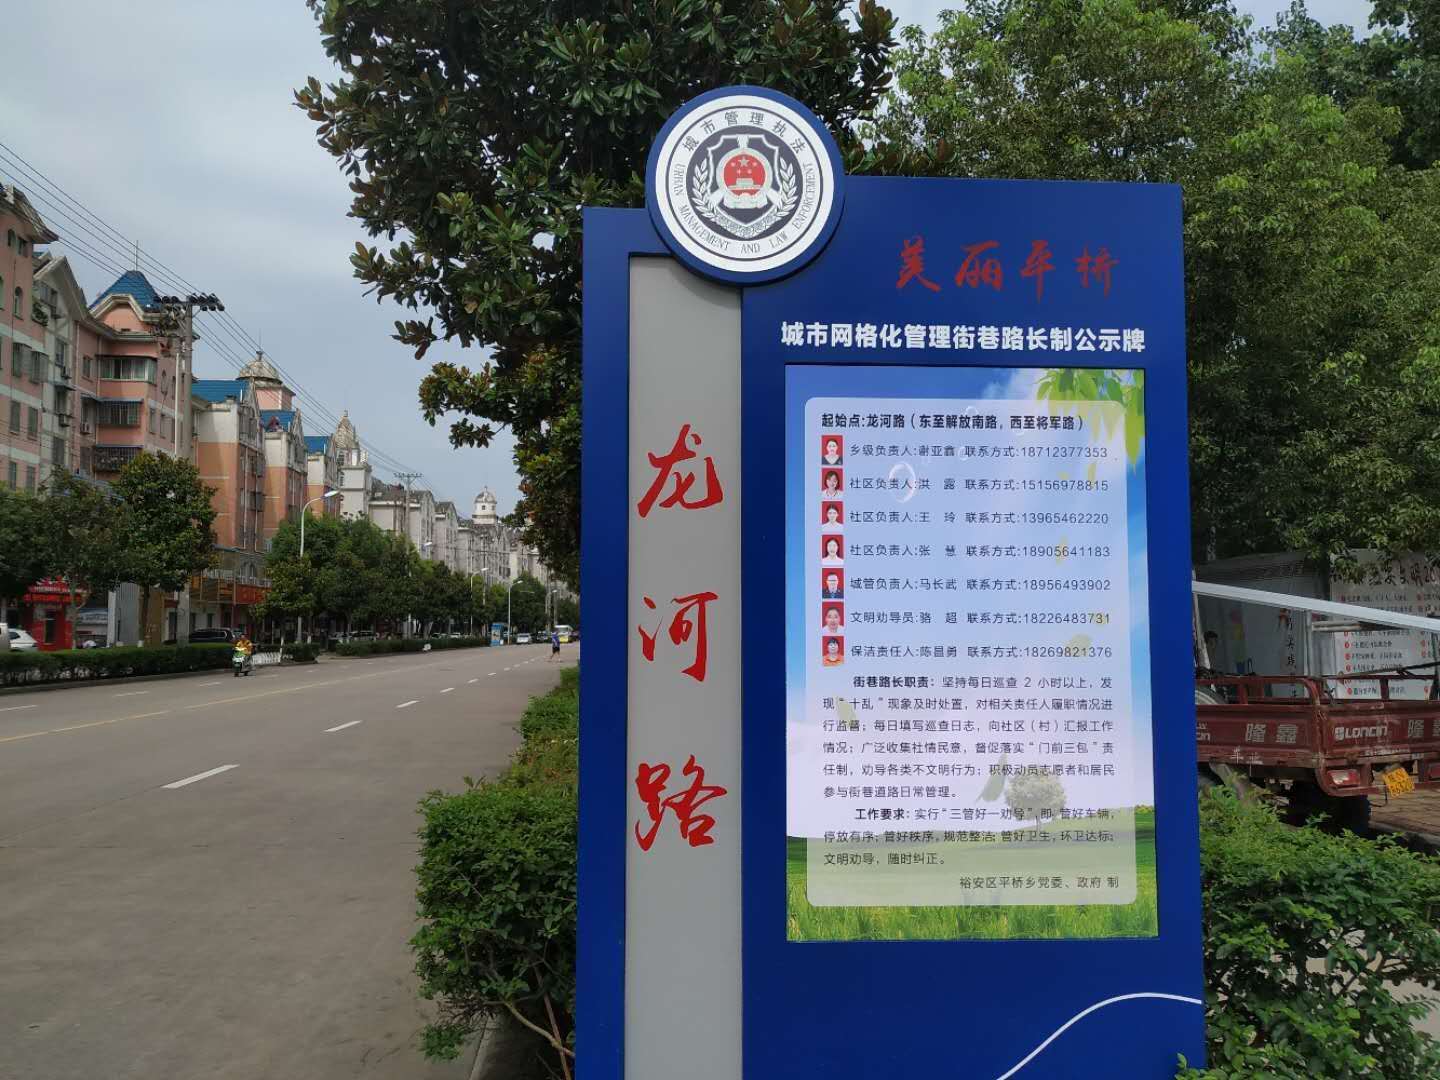 城市管理执法
URBAN MANAGEMENT AND LAW ENFORCEMENT
美丽平桥
城市网格化管理街巷路长制公示牌
龙河路
起始点:龙河路(东至解放南路,西至将军路)
乡级负责人:谢亚鑫 联系方式:18712377353
社区负责人:洪 露 联系方式:15156978815
社区负责人:王 玲 联系方式:13965462220
社区负责人:张 慧 联系方式:18905641183
城管负责人:马长武 联系方式:18956493902
文明劝导员:骆 超 联系方式:18226483731
保洁责任人:陈昌勇 联系方式:18269821376
街巷路长职责:坚持每日巡查 2 小时以上,发
现“十乱”现象及时处置,对相关责任人履职情况进
行监督;每日填写巡查日志,向社区(村)汇报工作
情况;广泛收集社情民意,督促落实“门前三包”责
任制,劝导各类不文明行为;积极动员志愿者和居民
参与街巷道路日常管理。
工作要求:实行“三管好一劝导”,即 管好车辆,
停放有序;管好秩序,规范整洁;管好卫生,环卫达标;
文明劝导,随时纠正。
裕安区平桥乡党委、政府 制
隆鑫
LONCIN
隆鑫